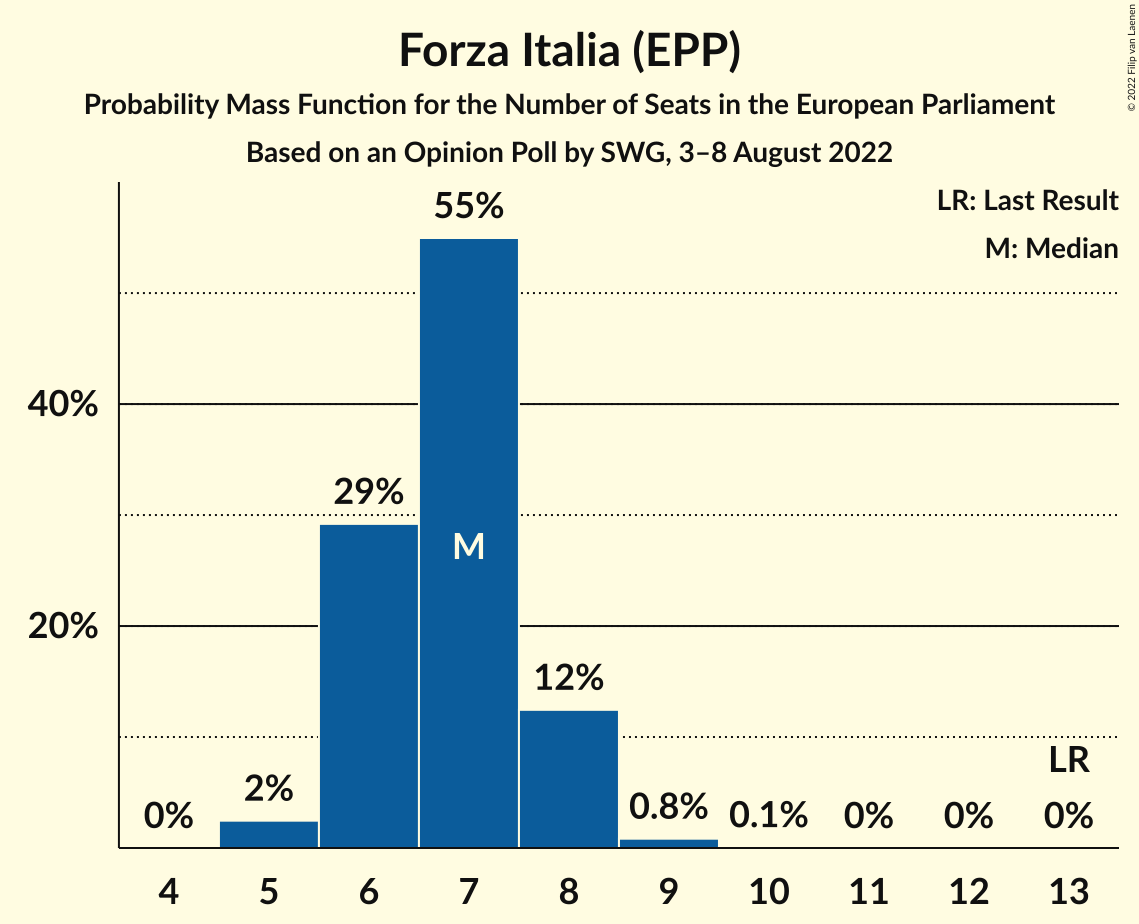 Forza Italia (EPP)
Probability Mass Function for the Number of Seats in the European Parliament
Based on an Opinion Poll by SWG, 3–8 August 2022
© 2022 Filip van Laenen
LR: Last Result
M: Median
55%
40%
29%
M
20%
12%
LR
0%
2%
0.8%
0.1%
0%
0%
0%
4 5 6 7 8 9 10 11 12 13